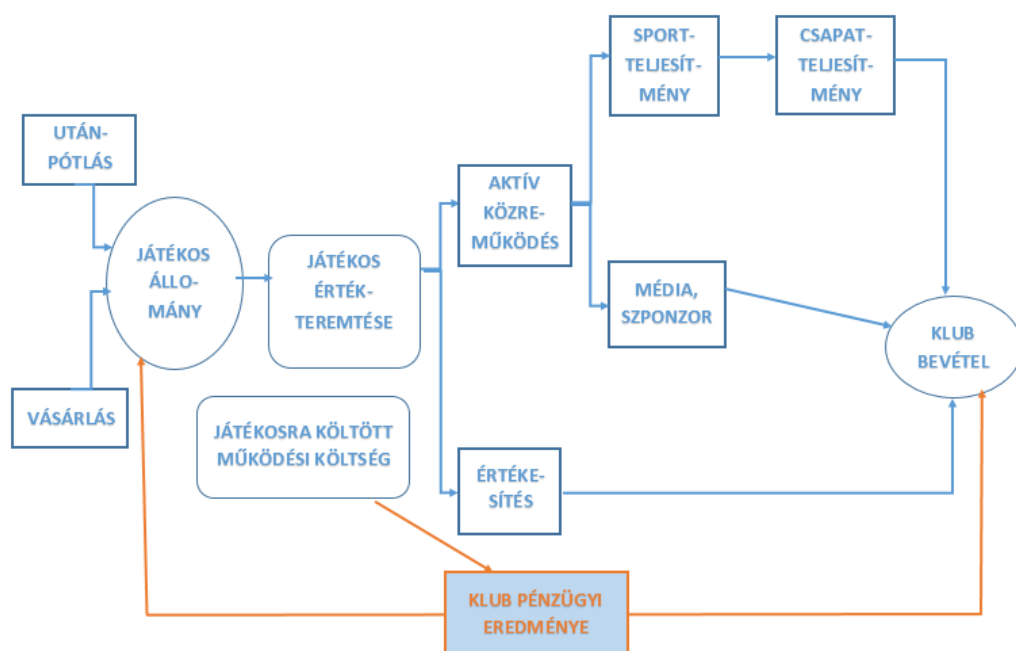 SPORT-
TELJESÍT-
MÉNY
CSAPAT-
TELJESÍT-
MÉNY
UTÁN-
PÓTLÁS
AKTÍV
KÖZRE-
MŰKÖDÉS
JÁTÉKOS
ÁLLO-
MÁNY
JÁTÉKOS
ÉRTÉK-
TEREMTÉSE
MÉDIA,
SZPONZOR
KLUB
BEVÉTEL
VÁSÁRLÁS
JÁTÉKOSRA KÖLTÖTT
MŰKÖDÉSI KÖLTSÉG
ÉRTÉKE-
SÍTÉS
KLUB PÉNZÜGYI
EREDMÉNYE